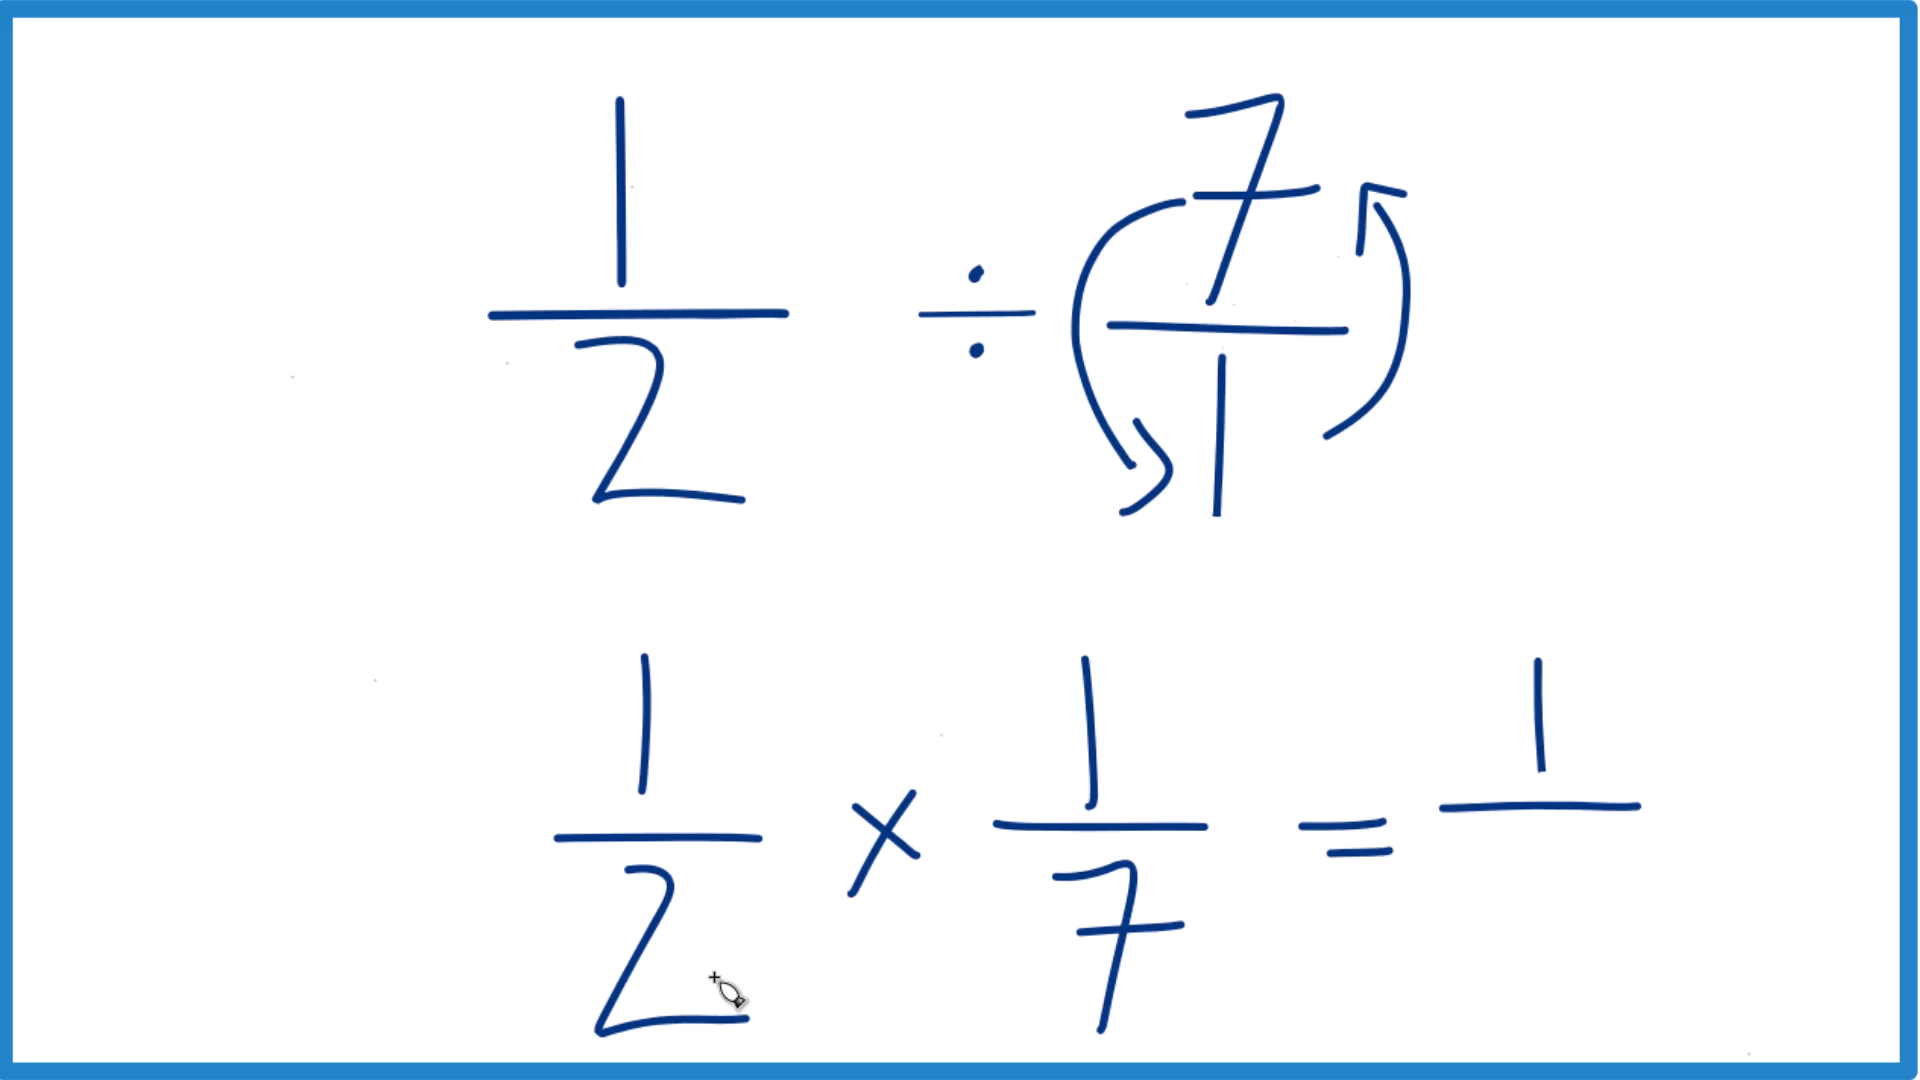 1/2 ÷ 7/1
1/2 × 1/7 = 1/